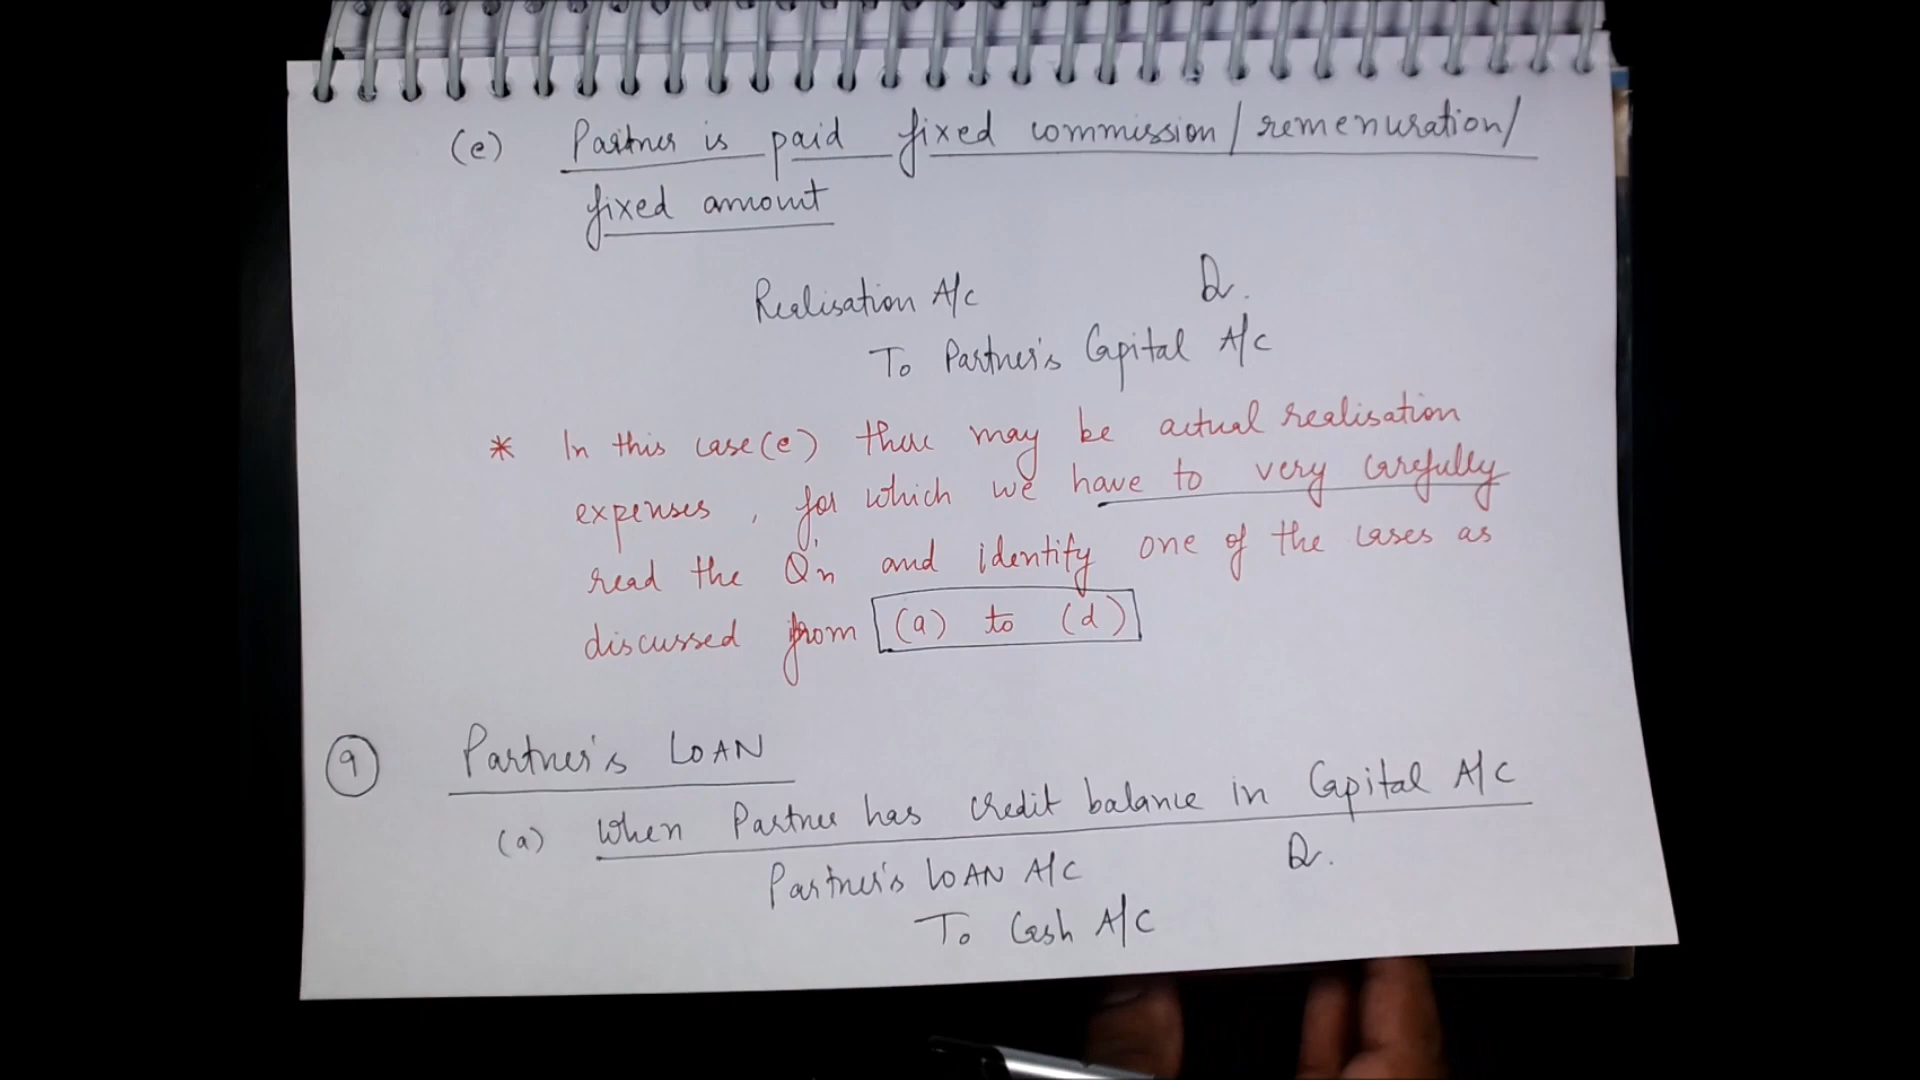 (e) Partner is paid fixed commission / remenuration /
fixed amount
Realisation A/c Dr.
To Partner's Capital A/c
* In this case (e) there may be actual realisation
expenses, for which we have to very carefully
read the Q'n and identify one of the cases as
discussed from (a) to (d)
9 Partner's LOAN
(a) When Partner has credit balance in Capital A/c
Partner's LOAN A/C Dr.
To Cash A/C